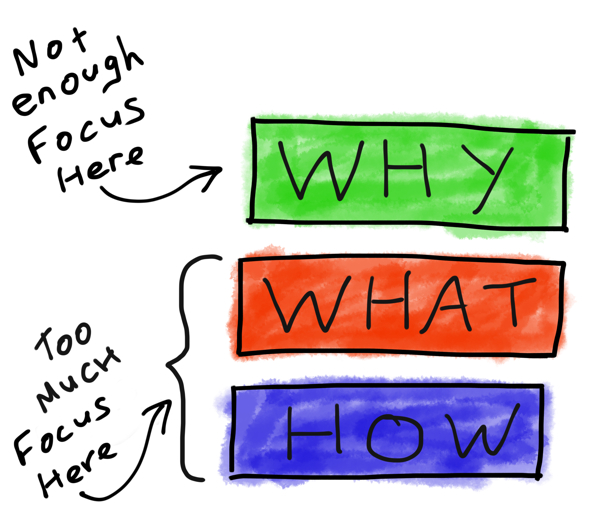 Not
enough
Focus
Here
WHY
WHAT
Too
Much
Focus
Here
HOW